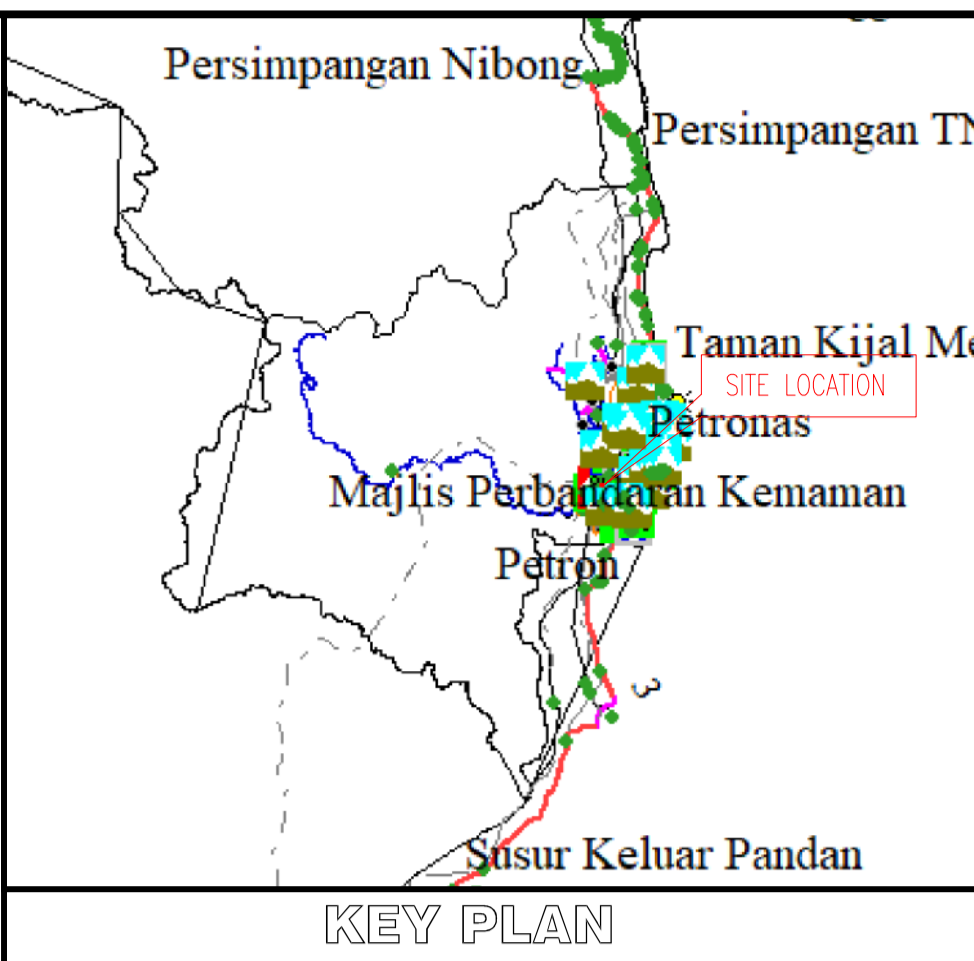 Persimpangan Nibong
Persimpangan TN
Taman Kijal Me
SITE LOCATION
Petronas
Majlis Perbandaran Kemaman
Petron
3
Susur Keluar Pandan
KEY PLAN